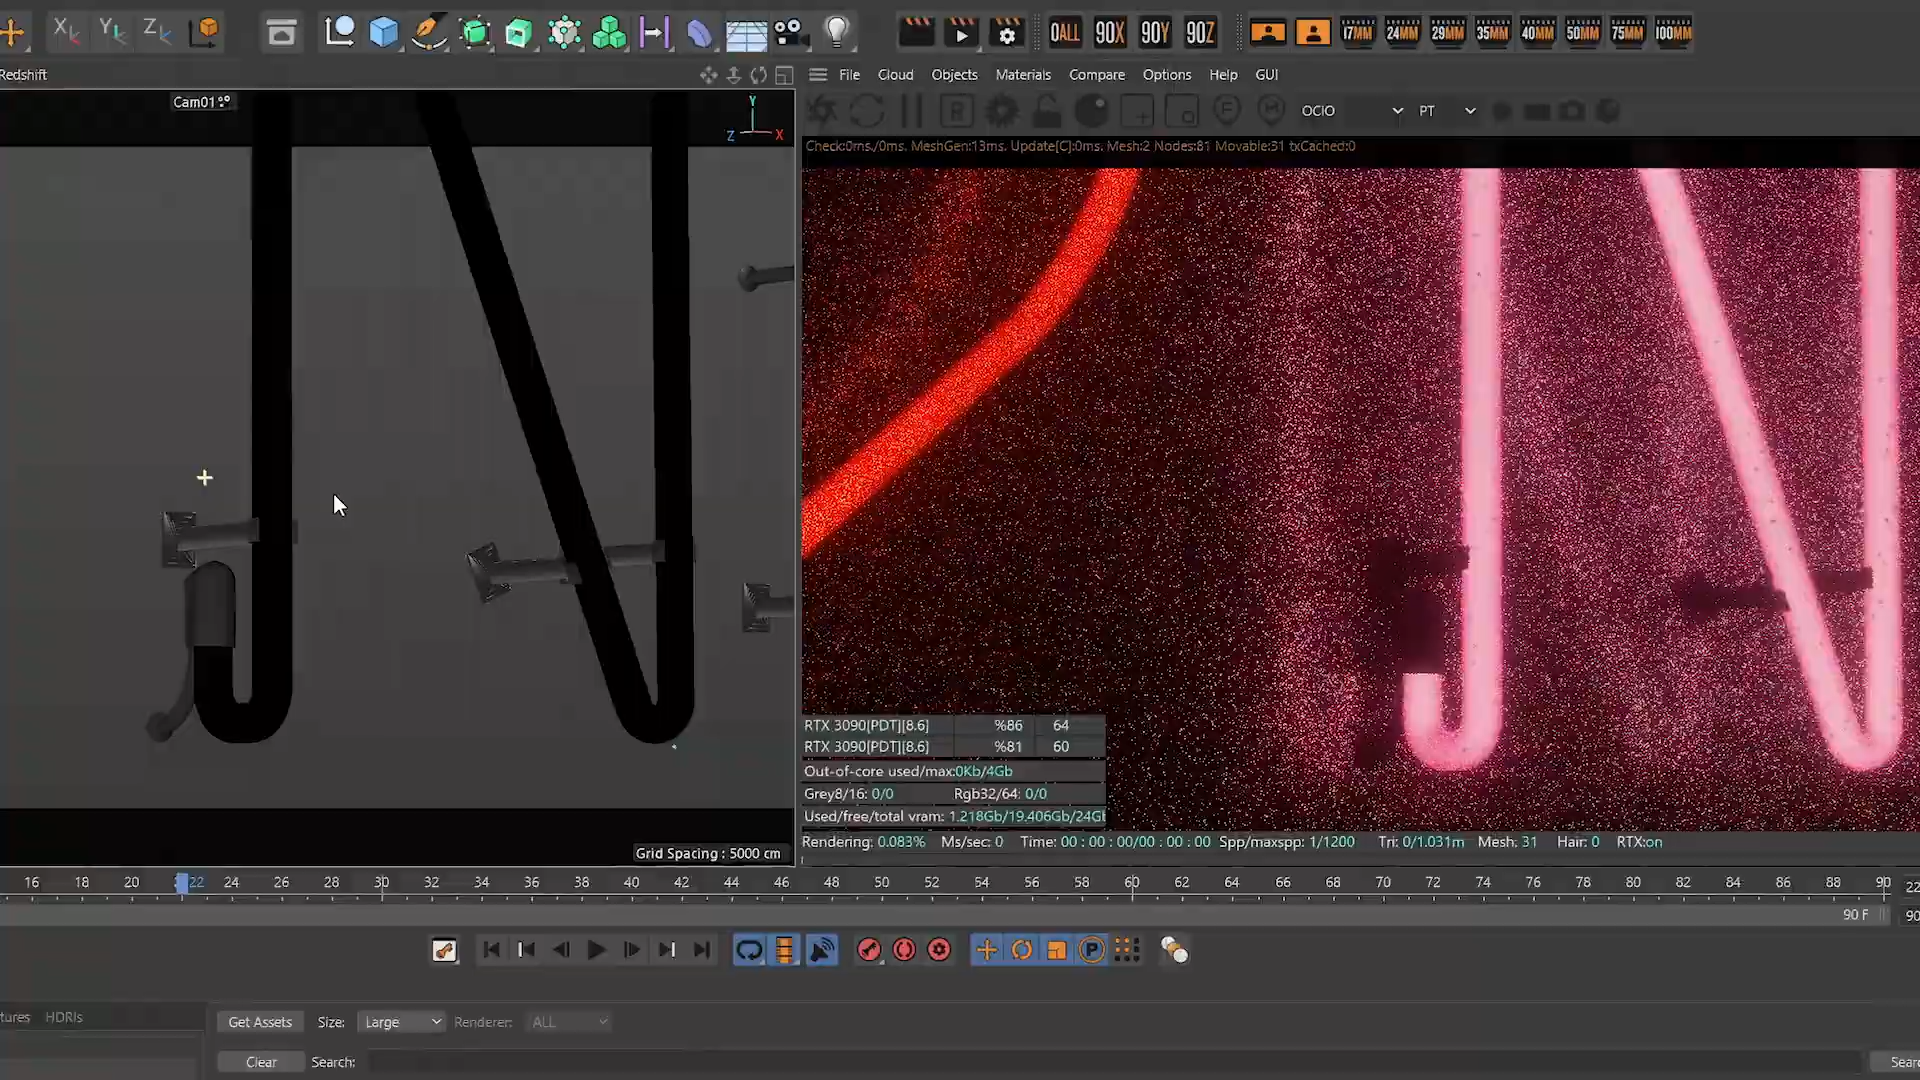 X Y Z 0ALL 90X 90Y 90Z 17MM 24MM 29MM 35MM 40MM 50MM 75MM 100MM
Redshift
File Cloud Objects Materials Compare Options Help GUI
Cam01
Y
Z X
R F M OCIO PT
Check:0ms./0ms. MeshGen:13ms. Update[C]:0ms. Mesh:2 Nodes:81 Movable:31 txCached:0
RTX 3090[PDT][8.6] %86 64
RTX 3090[PDT][8.6] %81 60
Out-of-core used/max:0Kb/4Gb
Grey8/16: 0/0 Rgb32/64: 0/0
Used/free/total vram: 1.218Gb/19.406Gb/24Gb
Rendering: 0.083% Ms/sec: 0 Time: 00 : 00 : 00/00 : 00 : 00 Spp/maxspp: 1/1200 Tri: 0/1.031m Mesh: 31 Hair: 0 RTX:on
Grid Spacing : 5000 cm
16 18 20 22 24 26 28 30 32 34 36 38 40 42 44 46 48 50 52 54 56 58 60 62 64 66 68 70 72 74 76 78 80 82 84 86 88 90 22
90 F 90
P
tures HDRIs
Get Assets Size: Large Renderer: ALL
Clear Search: Sear